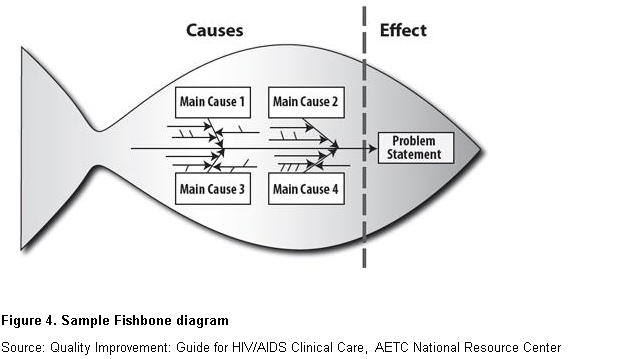 Causes
Effect
Main Cause 1
Main Cause 2
Problem
Statement
Main Cause 3
Main Cause 4
Figure 4. Sample Fishbone diagram
Source: Quality Improvement: Guide for HIV/AIDS Clinical Care, AETC National Resource Center